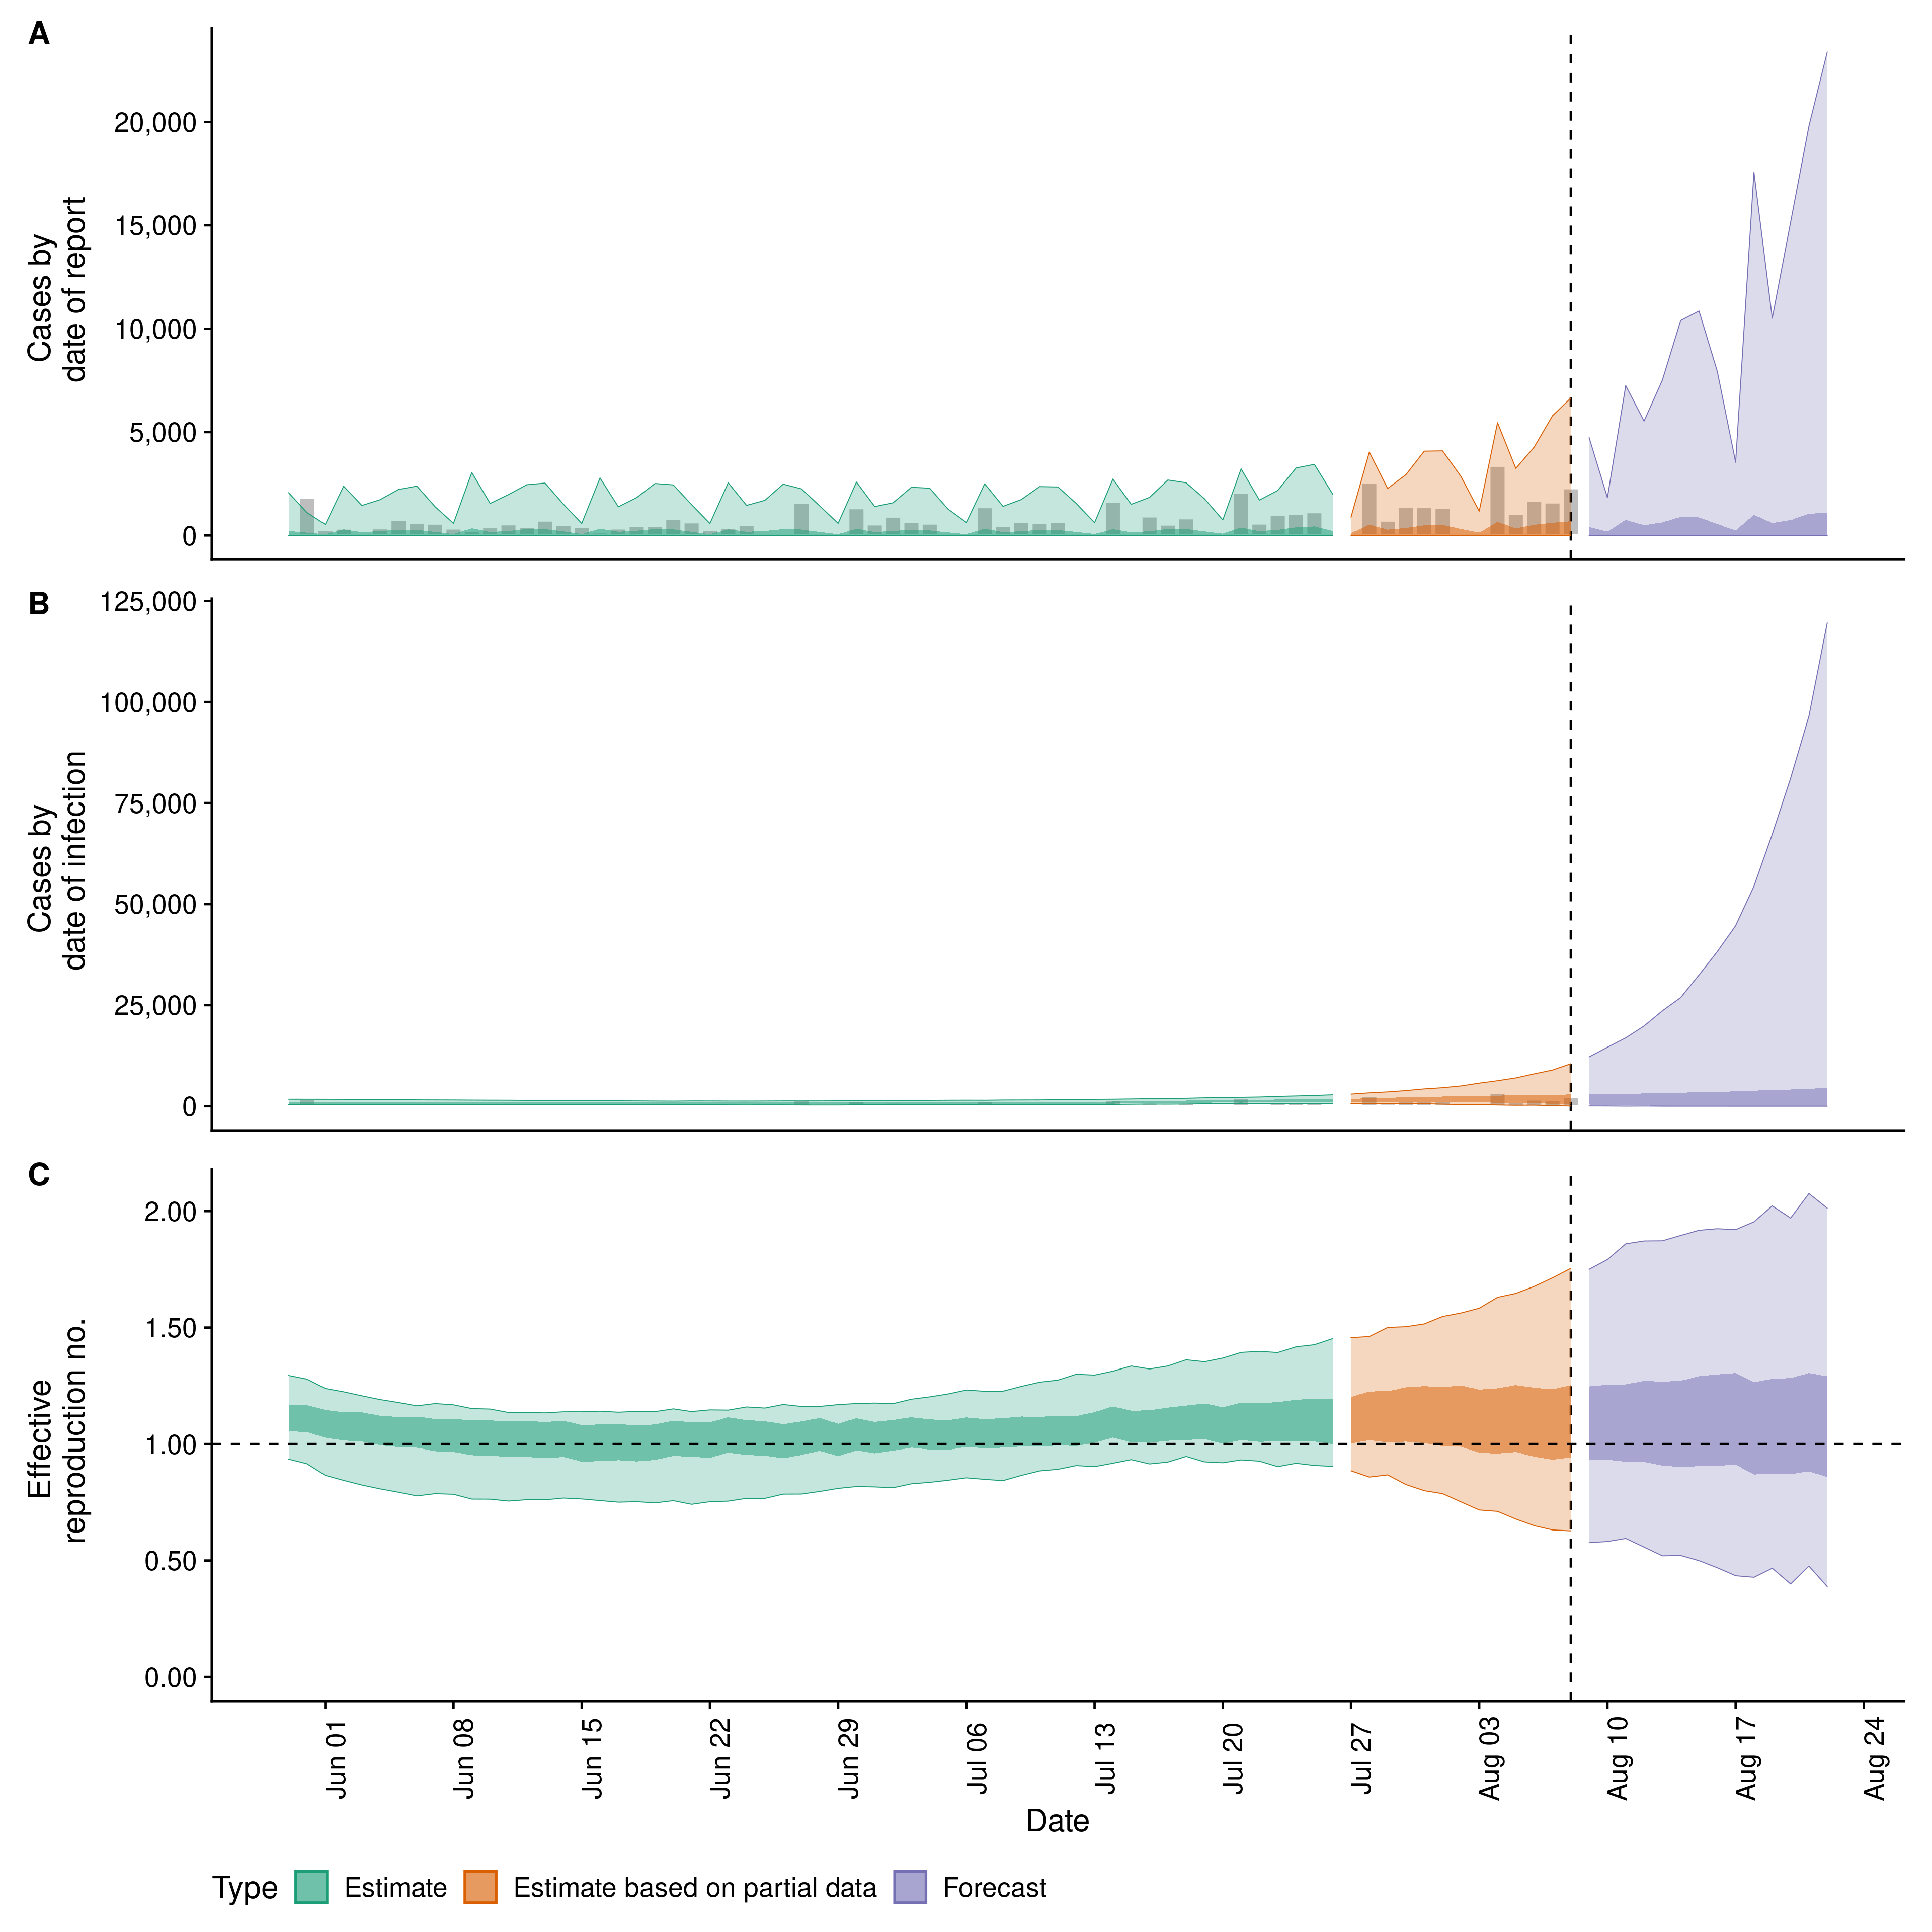 A
Cases by
date of report
20,000
15,000
10,000
5,000
0
B
Cases by
date of infection
125,000
100,000
75,000
50,000
25,000
0
C
Effective
reproduction no.
2.00
1.50
1.00
0.50
0.00
Jun 01
Jun 08
Jun 15
Jun 22
Jun 29
Jul 06
Jul 13
Jul 20
Jul 27
Aug 03
Aug 10
Aug 17
Aug 24
Date
Type Estimate Estimate based on partial data Forecast